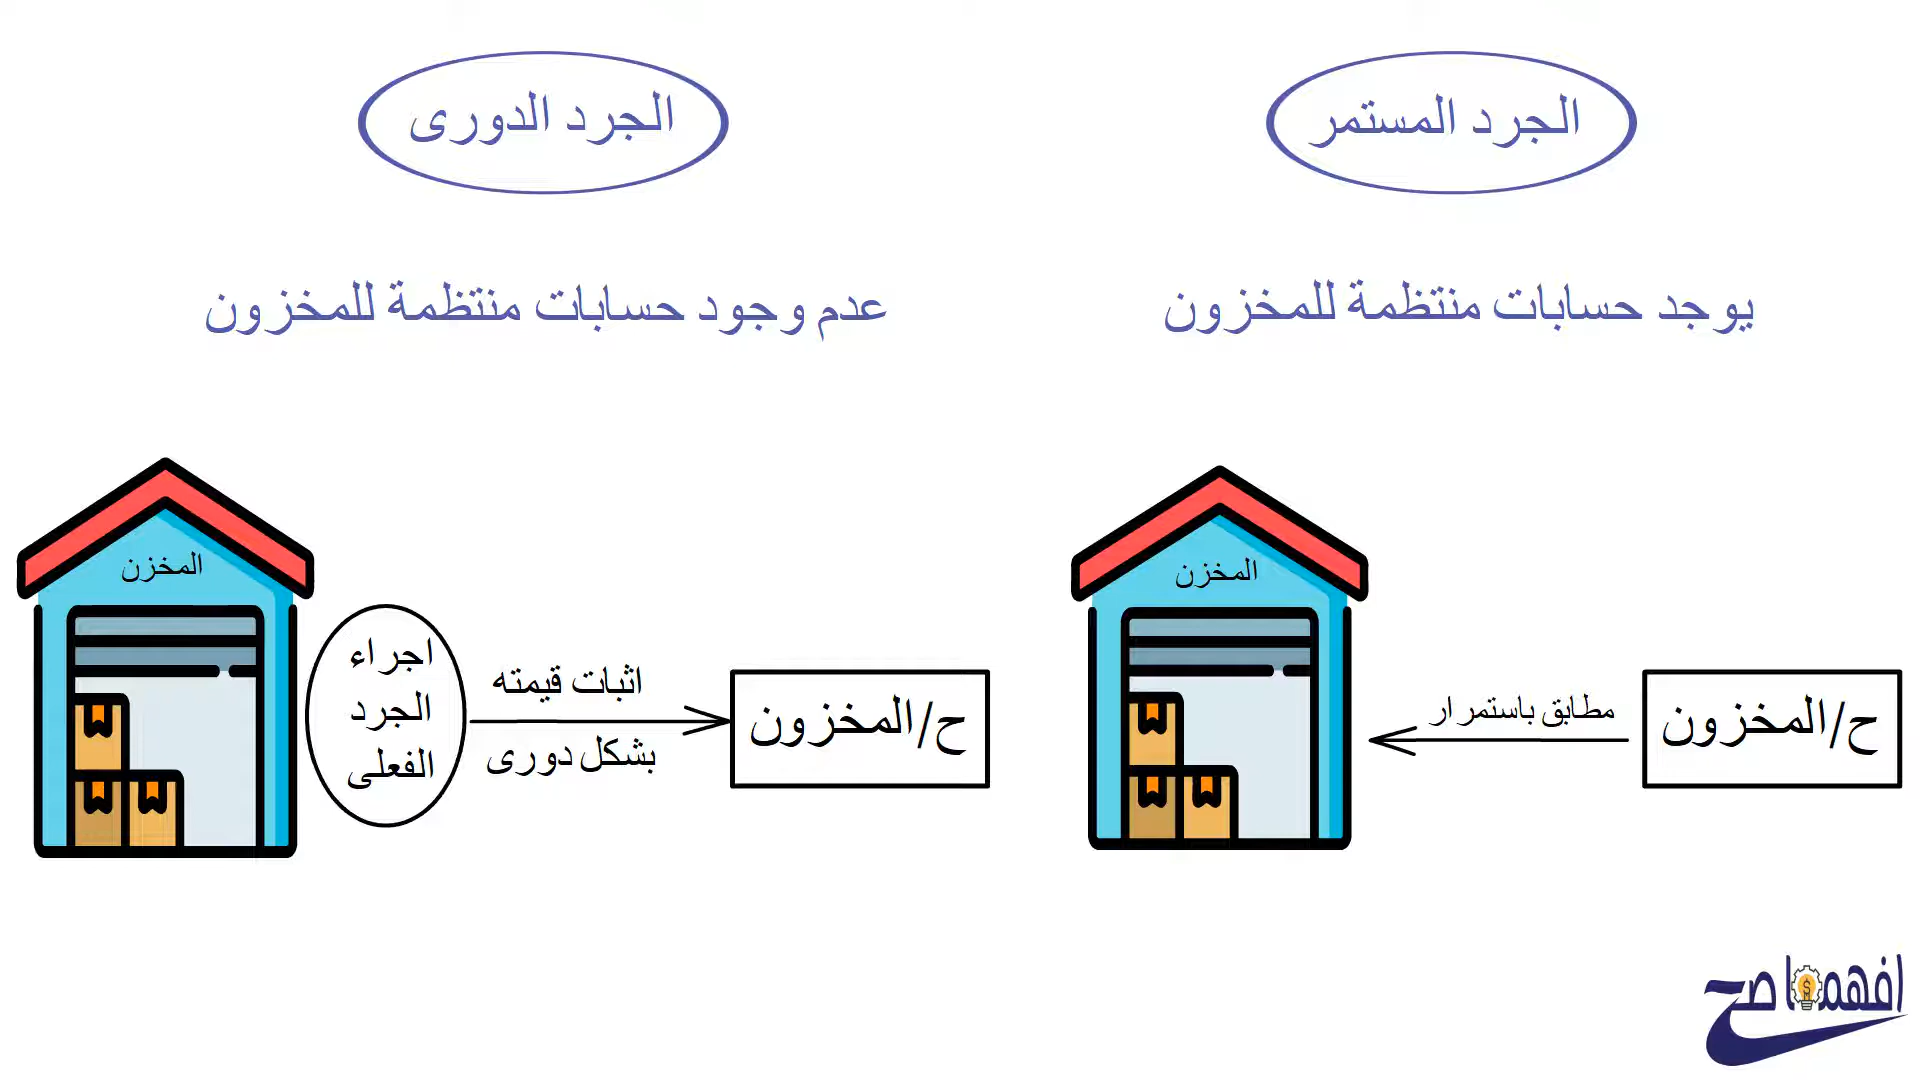 الجرد المستمر
يوجد حسابات منتظمة للمخزون
المخزن
مطابق باستمرار
ح/المخزون
الجرد الدورى
عدم وجود حسابات منتظمة للمخزون
المخزن
اجراء
الجرد
الفعلى
اثبات قيمته
بشكل دورى
ح/المخزون
افهمها صح